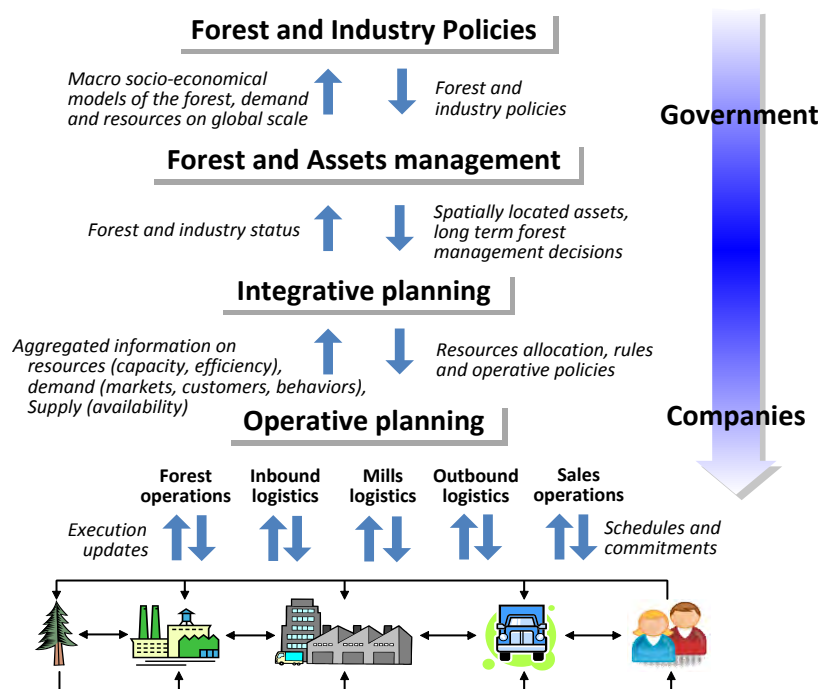 Forest and Industry Policies
Macro socio-economical
models of the forest, demand
and resources on global scale
Forest and
industry policies
Government
Forest and Assets management
Forest and industry status
Spatially located assets,
long term forest
management decisions
Integrative planning
Aggregated information on
resources (capacity, efficiency),
demand (markets, customers, behaviors),
Supply (availability)
Resources allocation, rules
and operative policies
Companies
Operative planning
Forest
operations
Inbound
logistics
Mills
logistics
Outbound
logistics
Sales
operations
Execution
updates
Schedules and
commitments